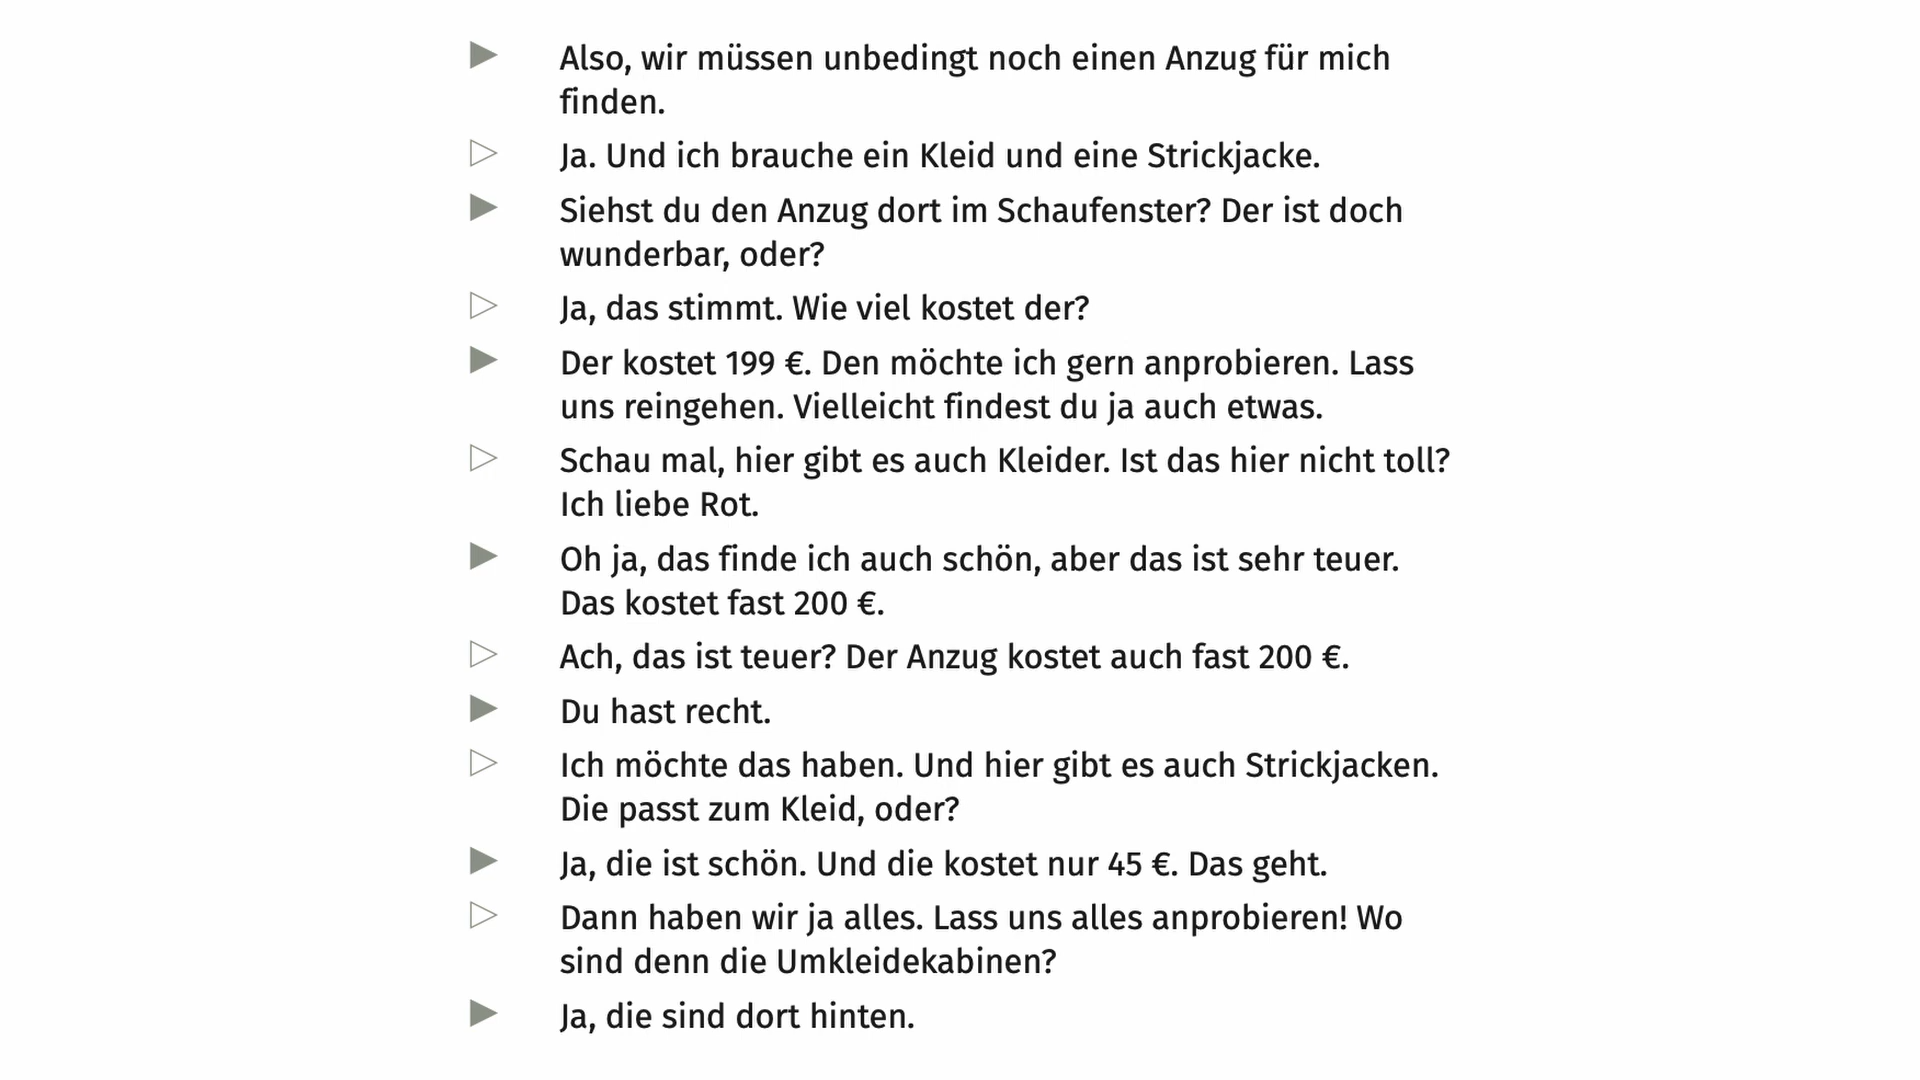 Also, wir müssen unbedingt noch einen Anzug für mich
finden.
Ja. Und ich brauche ein Kleid und eine Strickjacke.
Siehst du den Anzug dort im Schaufenster? Der ist doch
wunderbar, oder?
Ja, das stimmt. Wie viel kostet der?
Der kostet 199 €. Den möchte ich gern anprobieren. Lass
uns reingehen. Vielleicht findest du ja auch etwas.
Schau mal, hier gibt es auch Kleider. Ist das hier nicht toll?
Ich liebe Rot.
Oh ja, das finde ich auch schön, aber das ist sehr teuer.
Das kostet fast 200 €.
Ach, das ist teuer? Der Anzug kostet auch fast 200 €.
Du hast recht.
Ich möchte das haben. Und hier gibt es auch Strickjacken.
Die passt zum Kleid, oder?
Ja, die ist schön. Und die kostet nur 45 €. Das geht.
Dann haben wir ja alles. Lass uns alles anprobieren! Wo
sind denn die Umkleidekabinen?
Ja, die sind dort hinten.